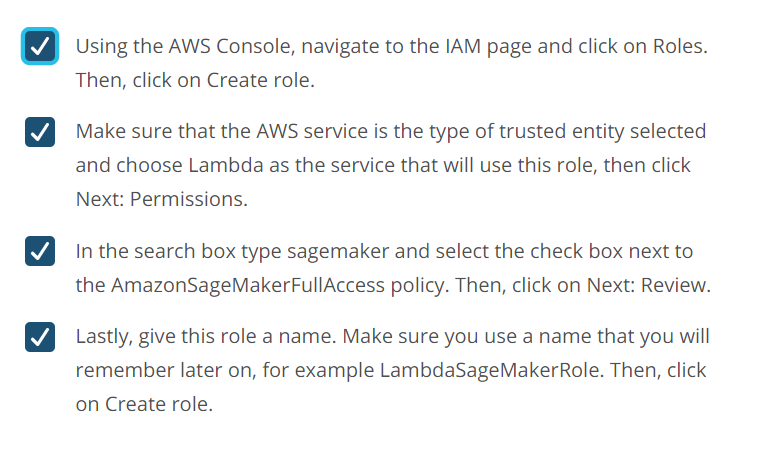 Using the AWS Console, navigate to the IAM page and click on Roles.
Then, click on Create role.
Make sure that the AWS service is the type of trusted entity selected
and choose Lambda as the service that will use this role, then click
Next: Permissions.
In the search box type sagemaker and select the check box next to
the AmazonSageMakerFullAccess policy. Then, click on Next: Review.
Lastly, give this role a name. Make sure you use a name that you will
remember later on, for example LambdaSageMakerRole. Then, click
on Create role.